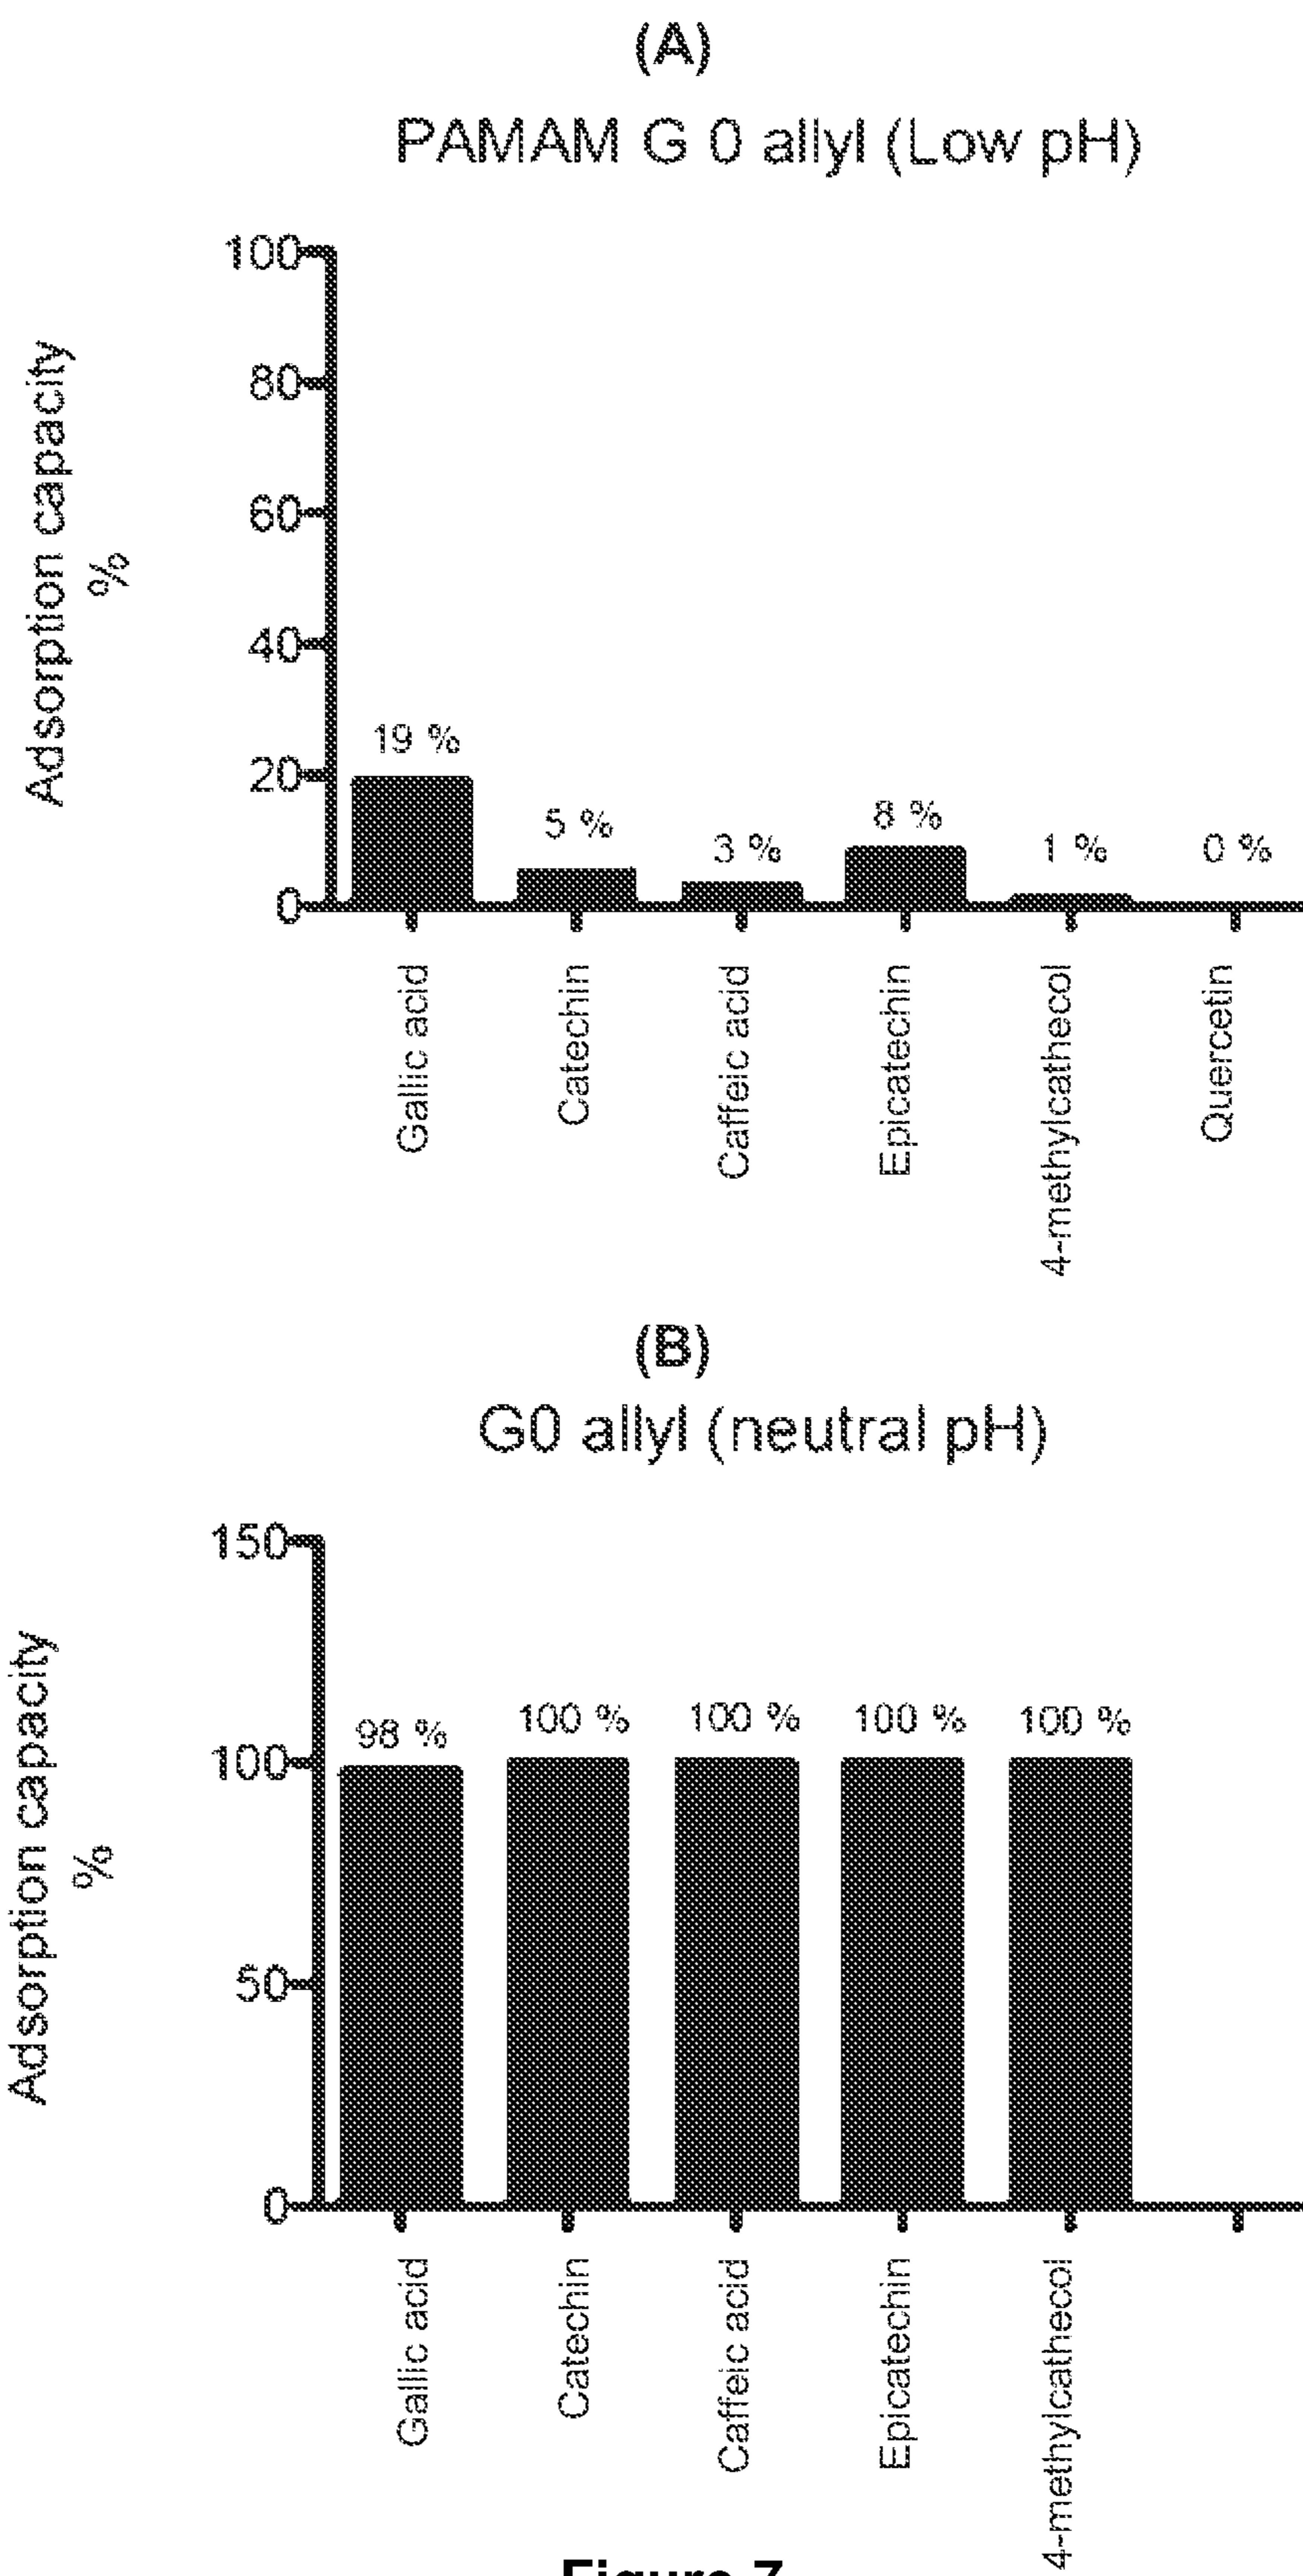 (A)
PAMAM G 0 allyl (Low pH)
Adsorption capacity
%
100
80
60
40
20
0
19 %
5 %
3 %
8 %
1 %
0 %
Gallic acid
Catechin
Caffeic acid
Epicatechin
4-methylcathecol
Quercetin
(B)
G0 allyl (neutral pH)
Adsorption capacity
%
150
100
50
0
98 %
100 %
100 %
100 %
100 %
Gallic acid
Catechin
Caffeic acid
Epicatechin
4-methylcathecol
Figure 7